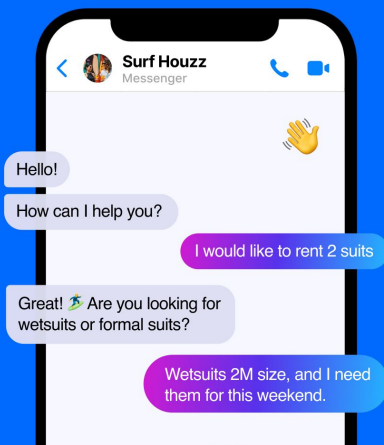 Surf Houzz
Messenger
Hello!
How can I help you?
I would like to rent 2 suits
Great! 🏄 Are you looking for
wetsuits or formal suits?
Wetsuits 2M size, and I need
them for this weekend.